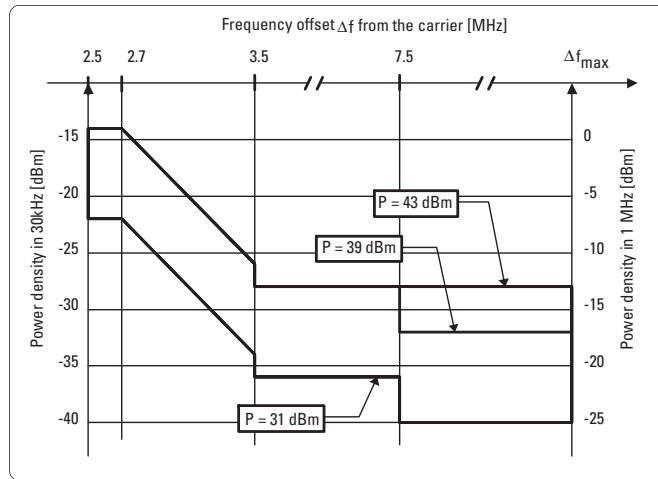 Frequency offset Δf from the carrier [MHz]
2.5 2.7 3.5 7.5 Δfmax
Power density in 30kHz [dBm]
-15
-20
-25
-30
-35
-40
P = 43 dBm
P = 39 dBm
P = 31 dBm
0
-5
-10
-15
-20
-25
Power density in 1 MHz [dBm]